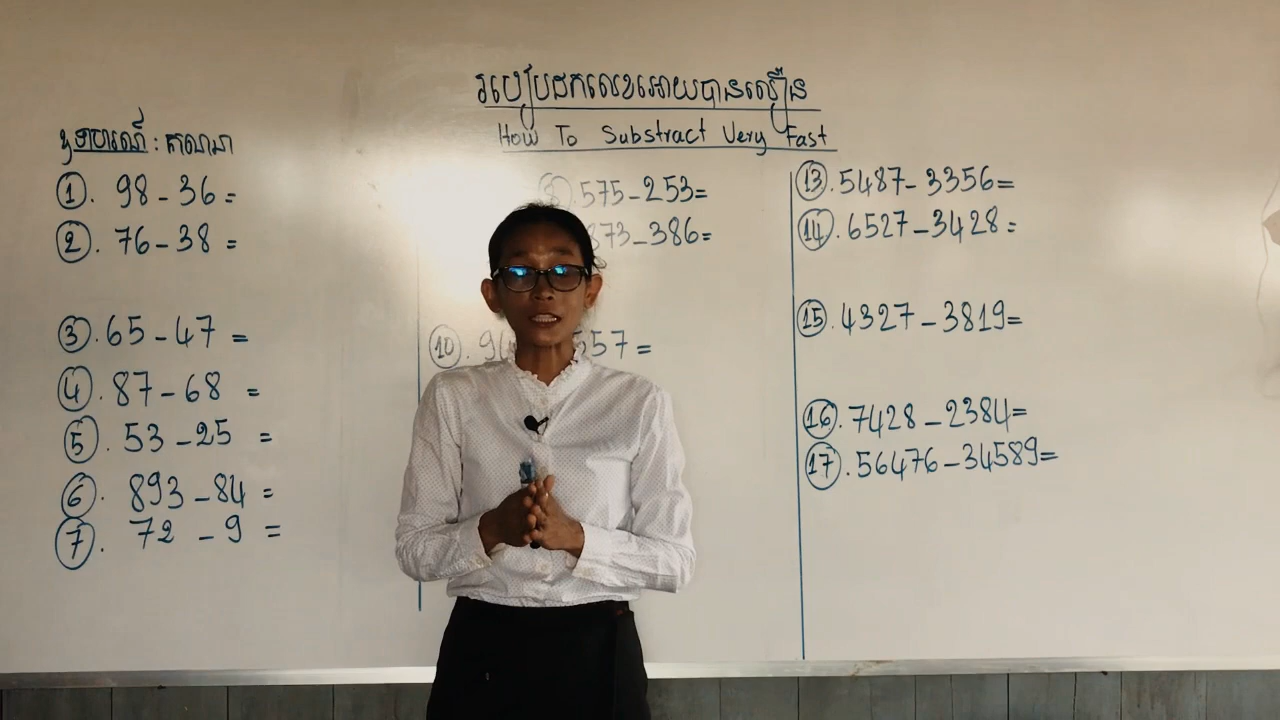 របៀបដកលេខអោយបានលឿន
How To Substract Very Fast
ឧទាហរណ៍ : គណនា
1. 98 - 36 =
2. 76 - 38 =
3. 65 - 47 =
4. 87 - 68 =
5. 53 - 25 =
6. 893 - 84 =
7. 72 - 9 =
8. 575 - 253 =
873 - 386 =
10. 557 =
13. 5487 - 3356 =
14. 6527 - 3428 =
15. 4327 - 3819 =
16. 7428 - 2384 =
17. 56476 - 34589 =